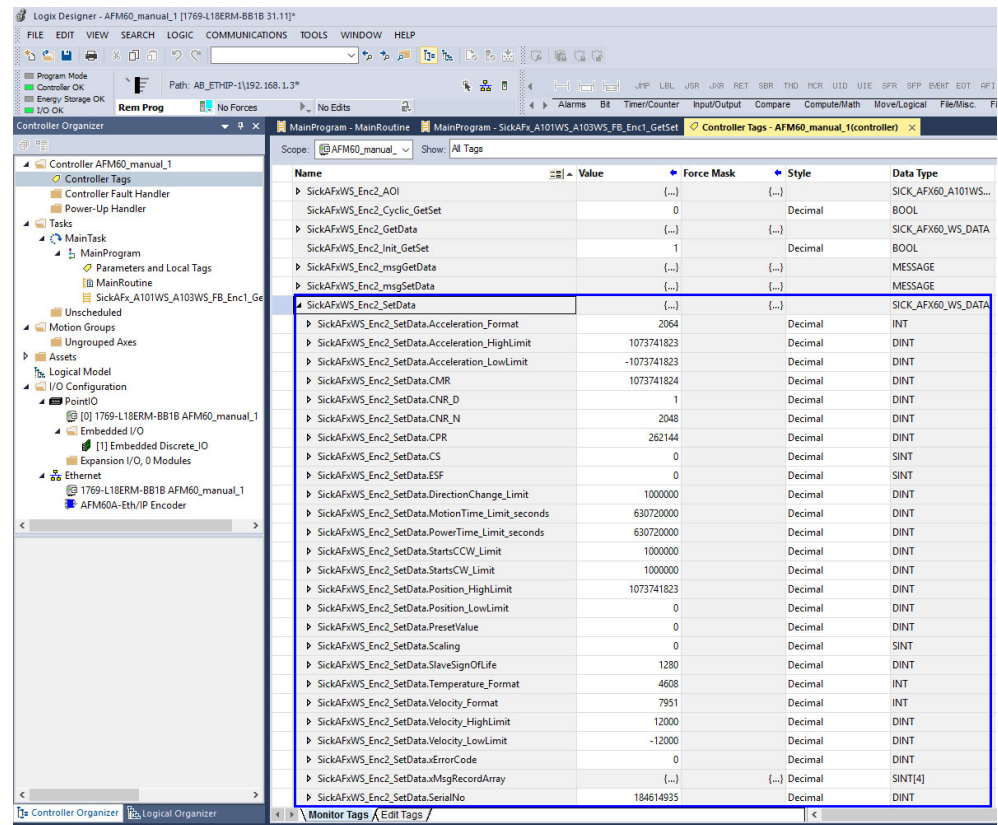 Logix Designer - AFM60_manual_1 [1769-L18ERM-BB1B 31.11]*
FILE EDIT VIEW SEARCH LOGIC COMMUNICATIONS TOOLS WINDOW HELP
Program Mode
Controller OK
Energy Storage OK
I/O OK
Path: AB_ETHIP-1\192.168.1.3*
Rem Prog No Forces No Edits
JMP LBL JSR JXR RET SBR TND MCR UID UIE SFR SFP EVENT EOT AFI
Alarms Bit Timer/Counter Input/Output Compare Compute/Math Move/Logical File/Misc.
Controller Organizer
MainProgram - MainRoutine MainProgram - SickAFx_A101WS_A103WS_FB_Enc1_GetSet Controller Tags - AFM60_manual_1(controller)
Scope: AFM60_manual_ Show: All Tags
Controller AFM60_manual_1
Controller Tags
Controller Fault Handler
Power-Up Handler
Tasks
MainTask
MainProgram
Parameters and Local Tags
MainRoutine
SickAFx_A101WS_A103WS_FB_Enc1_Ge
Unscheduled
Motion Groups
Ungrouped Axes
Assets
Logical Model
I/O Configuration
PointIO
[0] 1769-L18ERM-BB1B AFM60_manual_1
Embedded I/O
[1] Embedded Discrete_IO
Expansion I/O, 0 Modules
Ethernet
1769-L18ERM-BB1B AFM60_manual_1
AFM60A-Eth/IP Encoder
Name Value Force Mask Style Data Type
SickAFxWS_Enc2_AOI {...} {...} SICK_AFX60_A101WS...
SickAFxWS_Enc2_Cyclic_GetSet 0 Decimal BOOL
SickAFxWS_Enc2_GetData {...} {...} SICK_AFX60_WS_DATA
SickAFxWS_Enc2_Init_GetSet 1 Decimal BOOL
SickAFxWS_Enc2_msgGetData {...} {...} MESSAGE
SickAFxWS_Enc2_msgSetData {...} {...} MESSAGE
SickAFxWS_Enc2_SetData {...} {...} SICK_AFX60_WS_DATA
SickAFxWS_Enc2_SetData.Acceleration_Format 2064 Decimal INT
SickAFxWS_Enc2_SetData.Acceleration_HighLimit 1073741823 Decimal DINT
SickAFxWS_Enc2_SetData.Acceleration_LowLimit -1073741823 Decimal DINT
SickAFxWS_Enc2_SetData.CMR 1073741824 Decimal DINT
SickAFxWS_Enc2_SetData.CNR_D 1 Decimal DINT
SickAFxWS_Enc2_SetData.CNR_N 2048 Decimal DINT
SickAFxWS_Enc2_SetData.CPR 262144 Decimal DINT
SickAFxWS_Enc2_SetData.CS 0 Decimal SINT
SickAFxWS_Enc2_SetData.ESF 0 Decimal SINT
SickAFxWS_Enc2_SetData.DirectionChange_Limit 1000000 Decimal DINT
SickAFxWS_Enc2_SetData.MotionTime_Limit_seconds 630720000 Decimal DINT
SickAFxWS_Enc2_SetData.PowerTime_Limit_seconds 630720000 Decimal DINT
SickAFxWS_Enc2_SetData.StartsCCW_Limit 1000000 Decimal DINT
SickAFxWS_Enc2_SetData.StartsCW_Limit 1000000 Decimal DINT
SickAFxWS_Enc2_SetData.Position_HighLimit 1073741823 Decimal DINT
SickAFxWS_Enc2_SetData.Position_LowLimit 0 Decimal DINT
SickAFxWS_Enc2_SetData.PresetValue 0 Decimal DINT
SickAFxWS_Enc2_SetData.Scaling 0 Decimal SINT
SickAFxWS_Enc2_SetData.SlaveSignOfLife 1280 Decimal DINT
SickAFxWS_Enc2_SetData.Temperature_Format 4608 Decimal INT
SickAFxWS_Enc2_SetData.Velocity_Format 7951 Decimal INT
SickAFxWS_Enc2_SetData.Velocity_HighLimit 12000 Decimal DINT
SickAFxWS_Enc2_SetData.Velocity_LowLimit -12000 Decimal DINT
SickAFxWS_Enc2_SetData.xErrorCode 0 Decimal DINT
SickAFxWS_Enc2_SetData.xMsgRecordArray {...} {...} Decimal SINT[4]
SickAFxWS_Enc2_SetData.SerialNo 184614935 Decimal DINT
Controller Organizer Logical Organizer
Monitor Tags Edit Tags